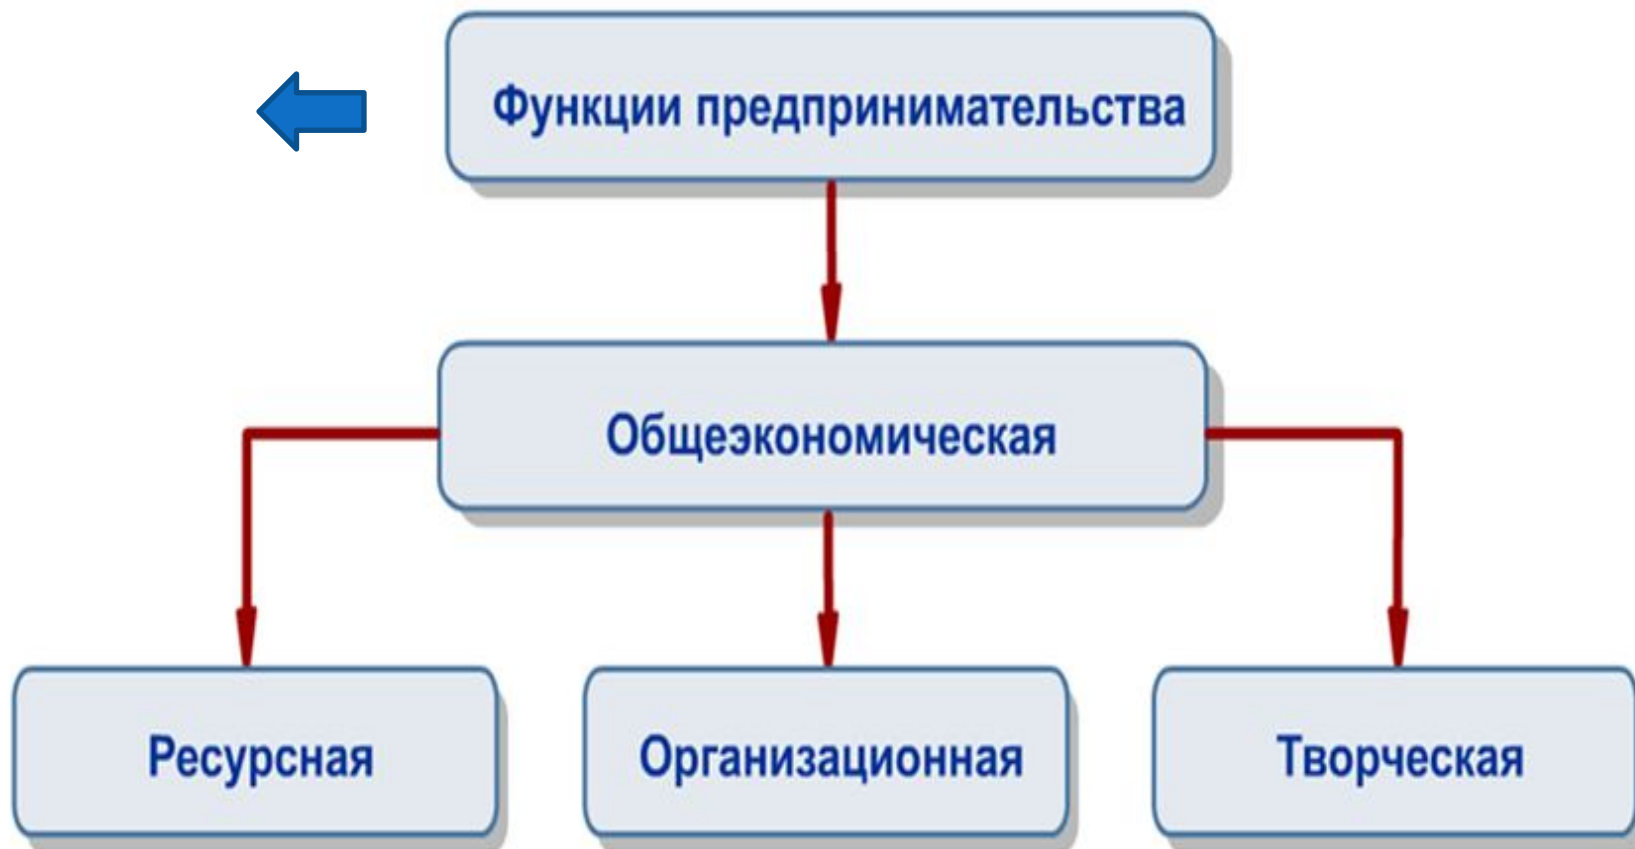 Функции предпринимательства
Общеэкономическая
Ресурсная
Организационная
Творческая